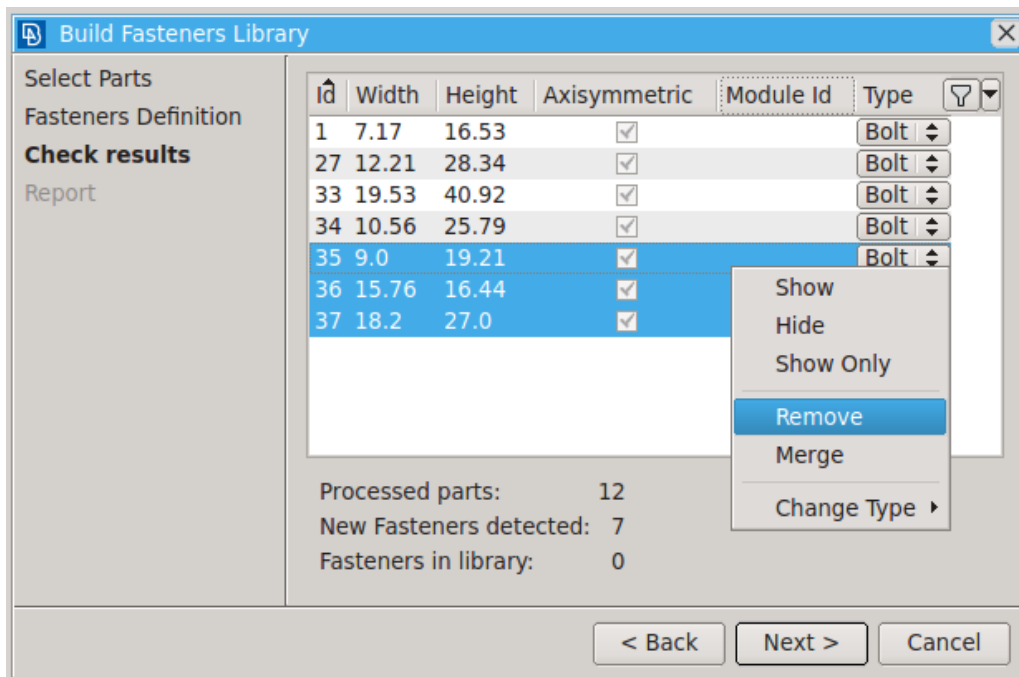 Build Fasteners Library
Select Parts
Fasteners Definition
Check results
Report
Id Width Height Axisymmetric Module Id Type
1 7.17 16.53 Bolt
27 12.21 28.34 Bolt
33 19.53 40.92 Bolt
34 10.56 25.79 Bolt
35 9.0 19.21 Bolt
36 15.76 16.44
37 18.2 27.0
Show
Hide
Show Only
Remove
Merge
Change Type
Processed parts: 12
New Fasteners detected: 7
Fasteners in library: 0
< Back Next > Cancel